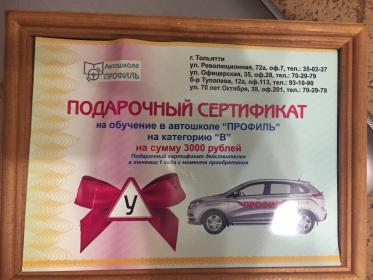 Автошкола
ПРОФИЛЬ
г. Тольятти
ул. Революционная, 72а, оф.7, тел.: 35-02-37
ул. Офицерская, 35, оф.28, тел.: 70-29-79
б-р Туполева, 12а, оф.113, тел.: 93-10-90
ул. 70 лет Октября, 38, оф.201, тел.: 70-29-79
ПОДАРОЧНЫЙ СЕРТИФИКАТ
на обучение в автошколе "ПРОФИЛЬ"
на категорию "В"
на сумму 3000 рублей
Подарочный сертификат действителен
в течении 1 года с момента приобретения
У
ПРОФИЛЬ